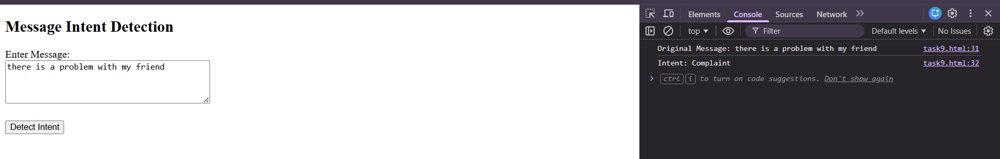 Message Intent Detection
Enter Message:
there is a problem with my friend
Detect Intent
Elements Console Sources Network
top Filter Default levels No Issues
Original Message: there is a problem with my friend task9.html:31
Intent: Complaint task9.html:32
ctrl i to turn on code suggestions. Don't show again